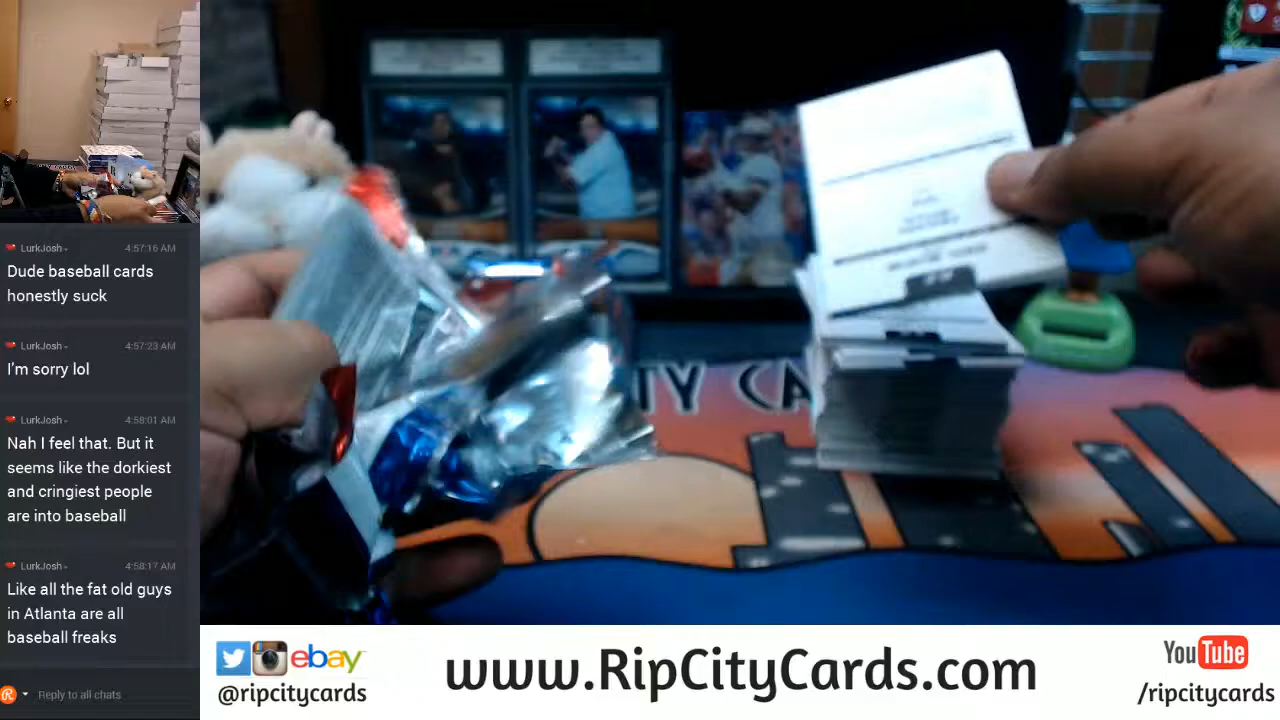 LurkJosh 4:57:16 AM
Dude baseball cards
honestly suck
LurkJosh 4:57:23 AM
I'm sorry lol
LurkJosh 4:58:01 AM
Nah I feel that. But it
seems like the dorkiest
and cringiest people
are into baseball
LurkJosh 4:58:17 AM
Like all the fat old guys
in Atlanta are all
baseball freaks
Reply to all chats
TY CA
ebay
@ripcitycards
www.RipCityCards.com
YouTube
/ripcitycards